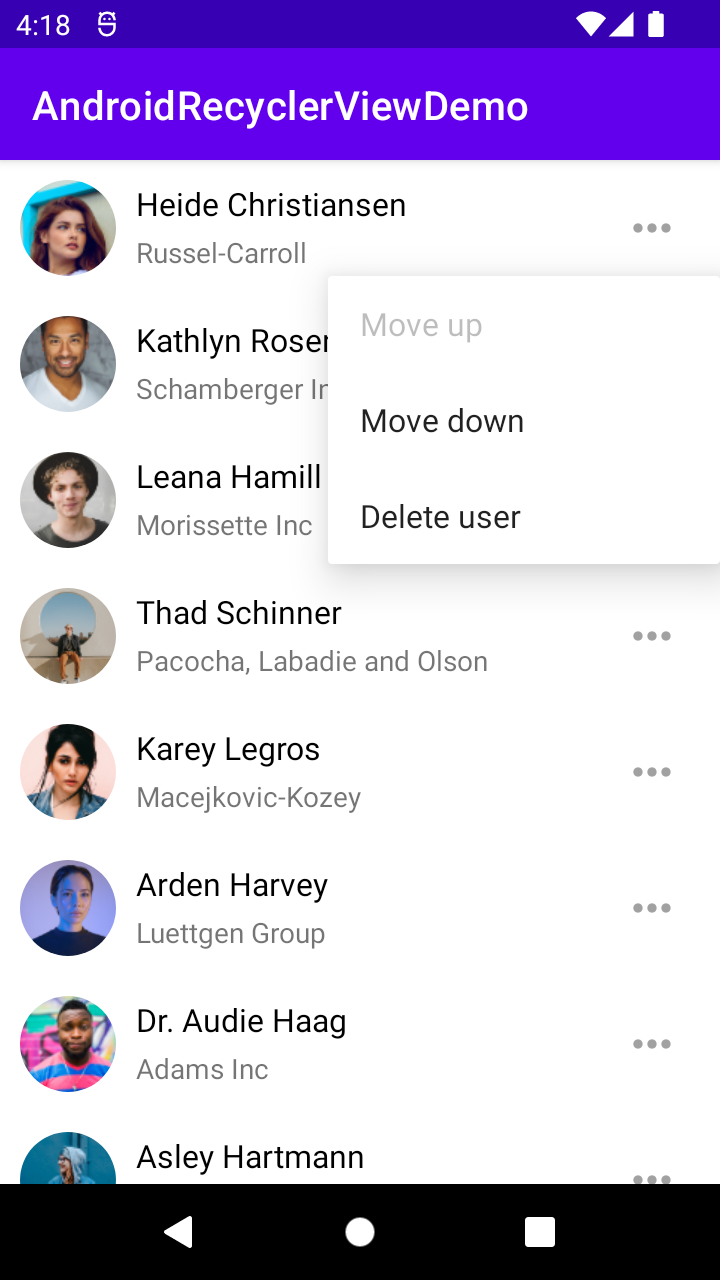 4:18
AndroidRecyclerViewDemo
Heide Christiansen
Russel-Carroll
Move up
Kathlyn Rosen
Schamberger In
Move down
Leana Hamill
Morissette Inc
Delete user
Thad Schinner
Pacocha, Labadie and Olson
Karey Legros
Macejkovic-Kozey
Arden Harvey
Luettgen Group
Dr. Audie Haag
Adams Inc
Asley Hartmann